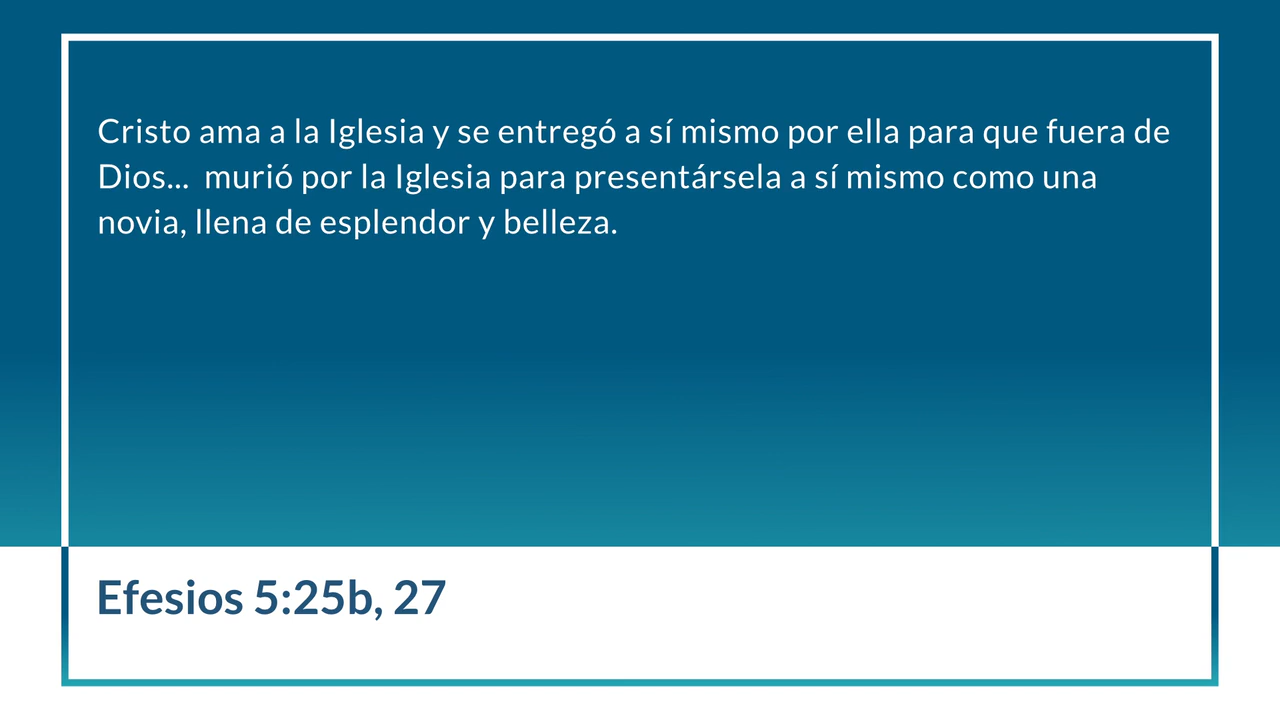 Cristo ama a la Iglesia y se entregó a sí mismo por ella para que fuera de
Dios...  murió por la Iglesia para presentársela a sí mismo como una
novia, llena de esplendor y belleza.
Efesios 5:25b, 27